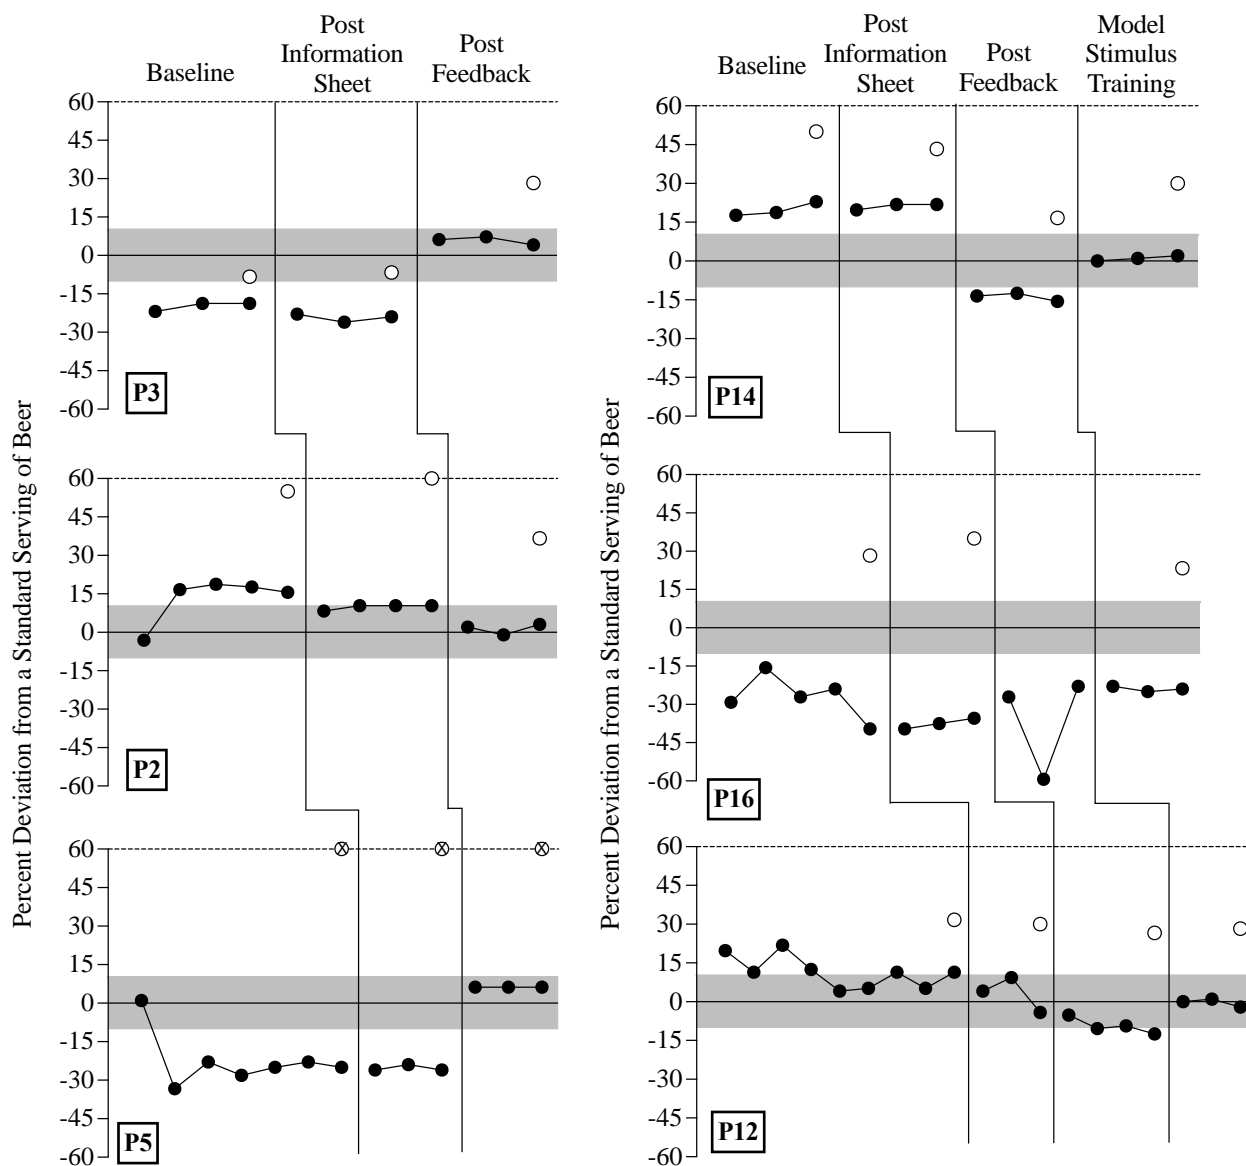 Baseline
Post
Information
Sheet
Post
Feedback
Percent Deviation from a Standard Serving of Beer
60
45
30
15
0
-15
-30
-45
-60
P3
60
45
30
15
0
-15
-30
-45
-60
P2
60
45
30
15
0
-15
-30
-45
-60
X X X
P5
Baseline
Post
Information
Sheet
Post
Feedback
Model
Stimulus
Training
Percent Deviation from a Standard Serving of Beer
60
45
30
15
0
-15
-30
-45
-60
P14
60
45
30
15
0
-15
-30
-45
-60
P16
60
45
30
15
0
-15
-30
-45
-60
P12